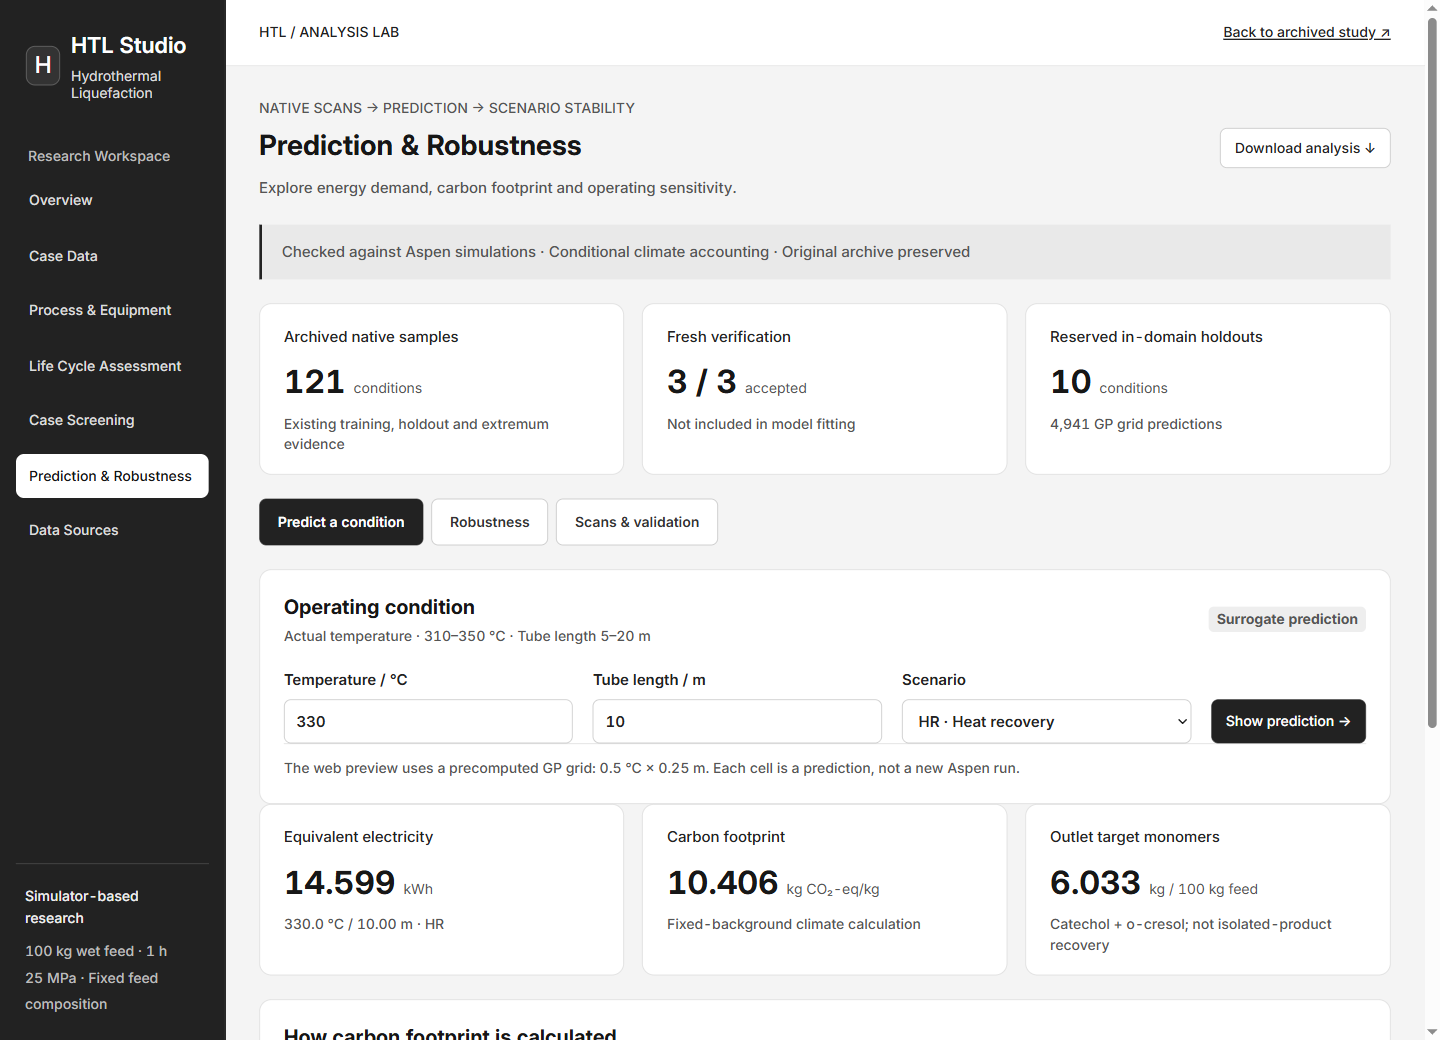 H
HTL Studio
Hydrothermal
Liquefaction
Research Workspace
Overview
Case Data
Process & Equipment
Life Cycle Assessment
Case Screening
Prediction & Robustness
Data Sources
Simulator-based
research
100 kg wet feed · 1 h
25 MPa · Fixed feed
composition
HTL / ANALYSIS LAB
Back to archived study ↗
NATIVE SCANS → PREDICTION → SCENARIO STABILITY
Prediction & Robustness
Download analysis ↓
Explore energy demand, carbon footprint and operating sensitivity.
Checked against Aspen simulations · Conditional climate accounting · Original archive preserved
Archived native samples
121 conditions
Existing training, holdout and extremum
evidence
Fresh verification
3 / 3 accepted
Not included in model fitting
Reserved in-domain holdouts
10 conditions
4,941 GP grid predictions
Predict a condition
Robustness
Scans & validation
Operating condition
Actual temperature · 310–350 °C · Tube length 5–20 m
Surrogate prediction
Temperature / °C
330
Tube length / m
10
Scenario
HR · Heat recovery
Show prediction →
The web preview uses a precomputed GP grid: 0.5 °C × 0.25 m. Each cell is a prediction, not a new Aspen run.
Equivalent electricity
14.599 kWh
330.0 °C / 10.00 m · HR
Carbon footprint
10.406 kg CO₂-eq/kg
Fixed-background climate calculation
Outlet target monomers
6.033 kg / 100 kg feed
Catechol + o-cresol; not isolated-product
recovery
How carbon footprint is calculated